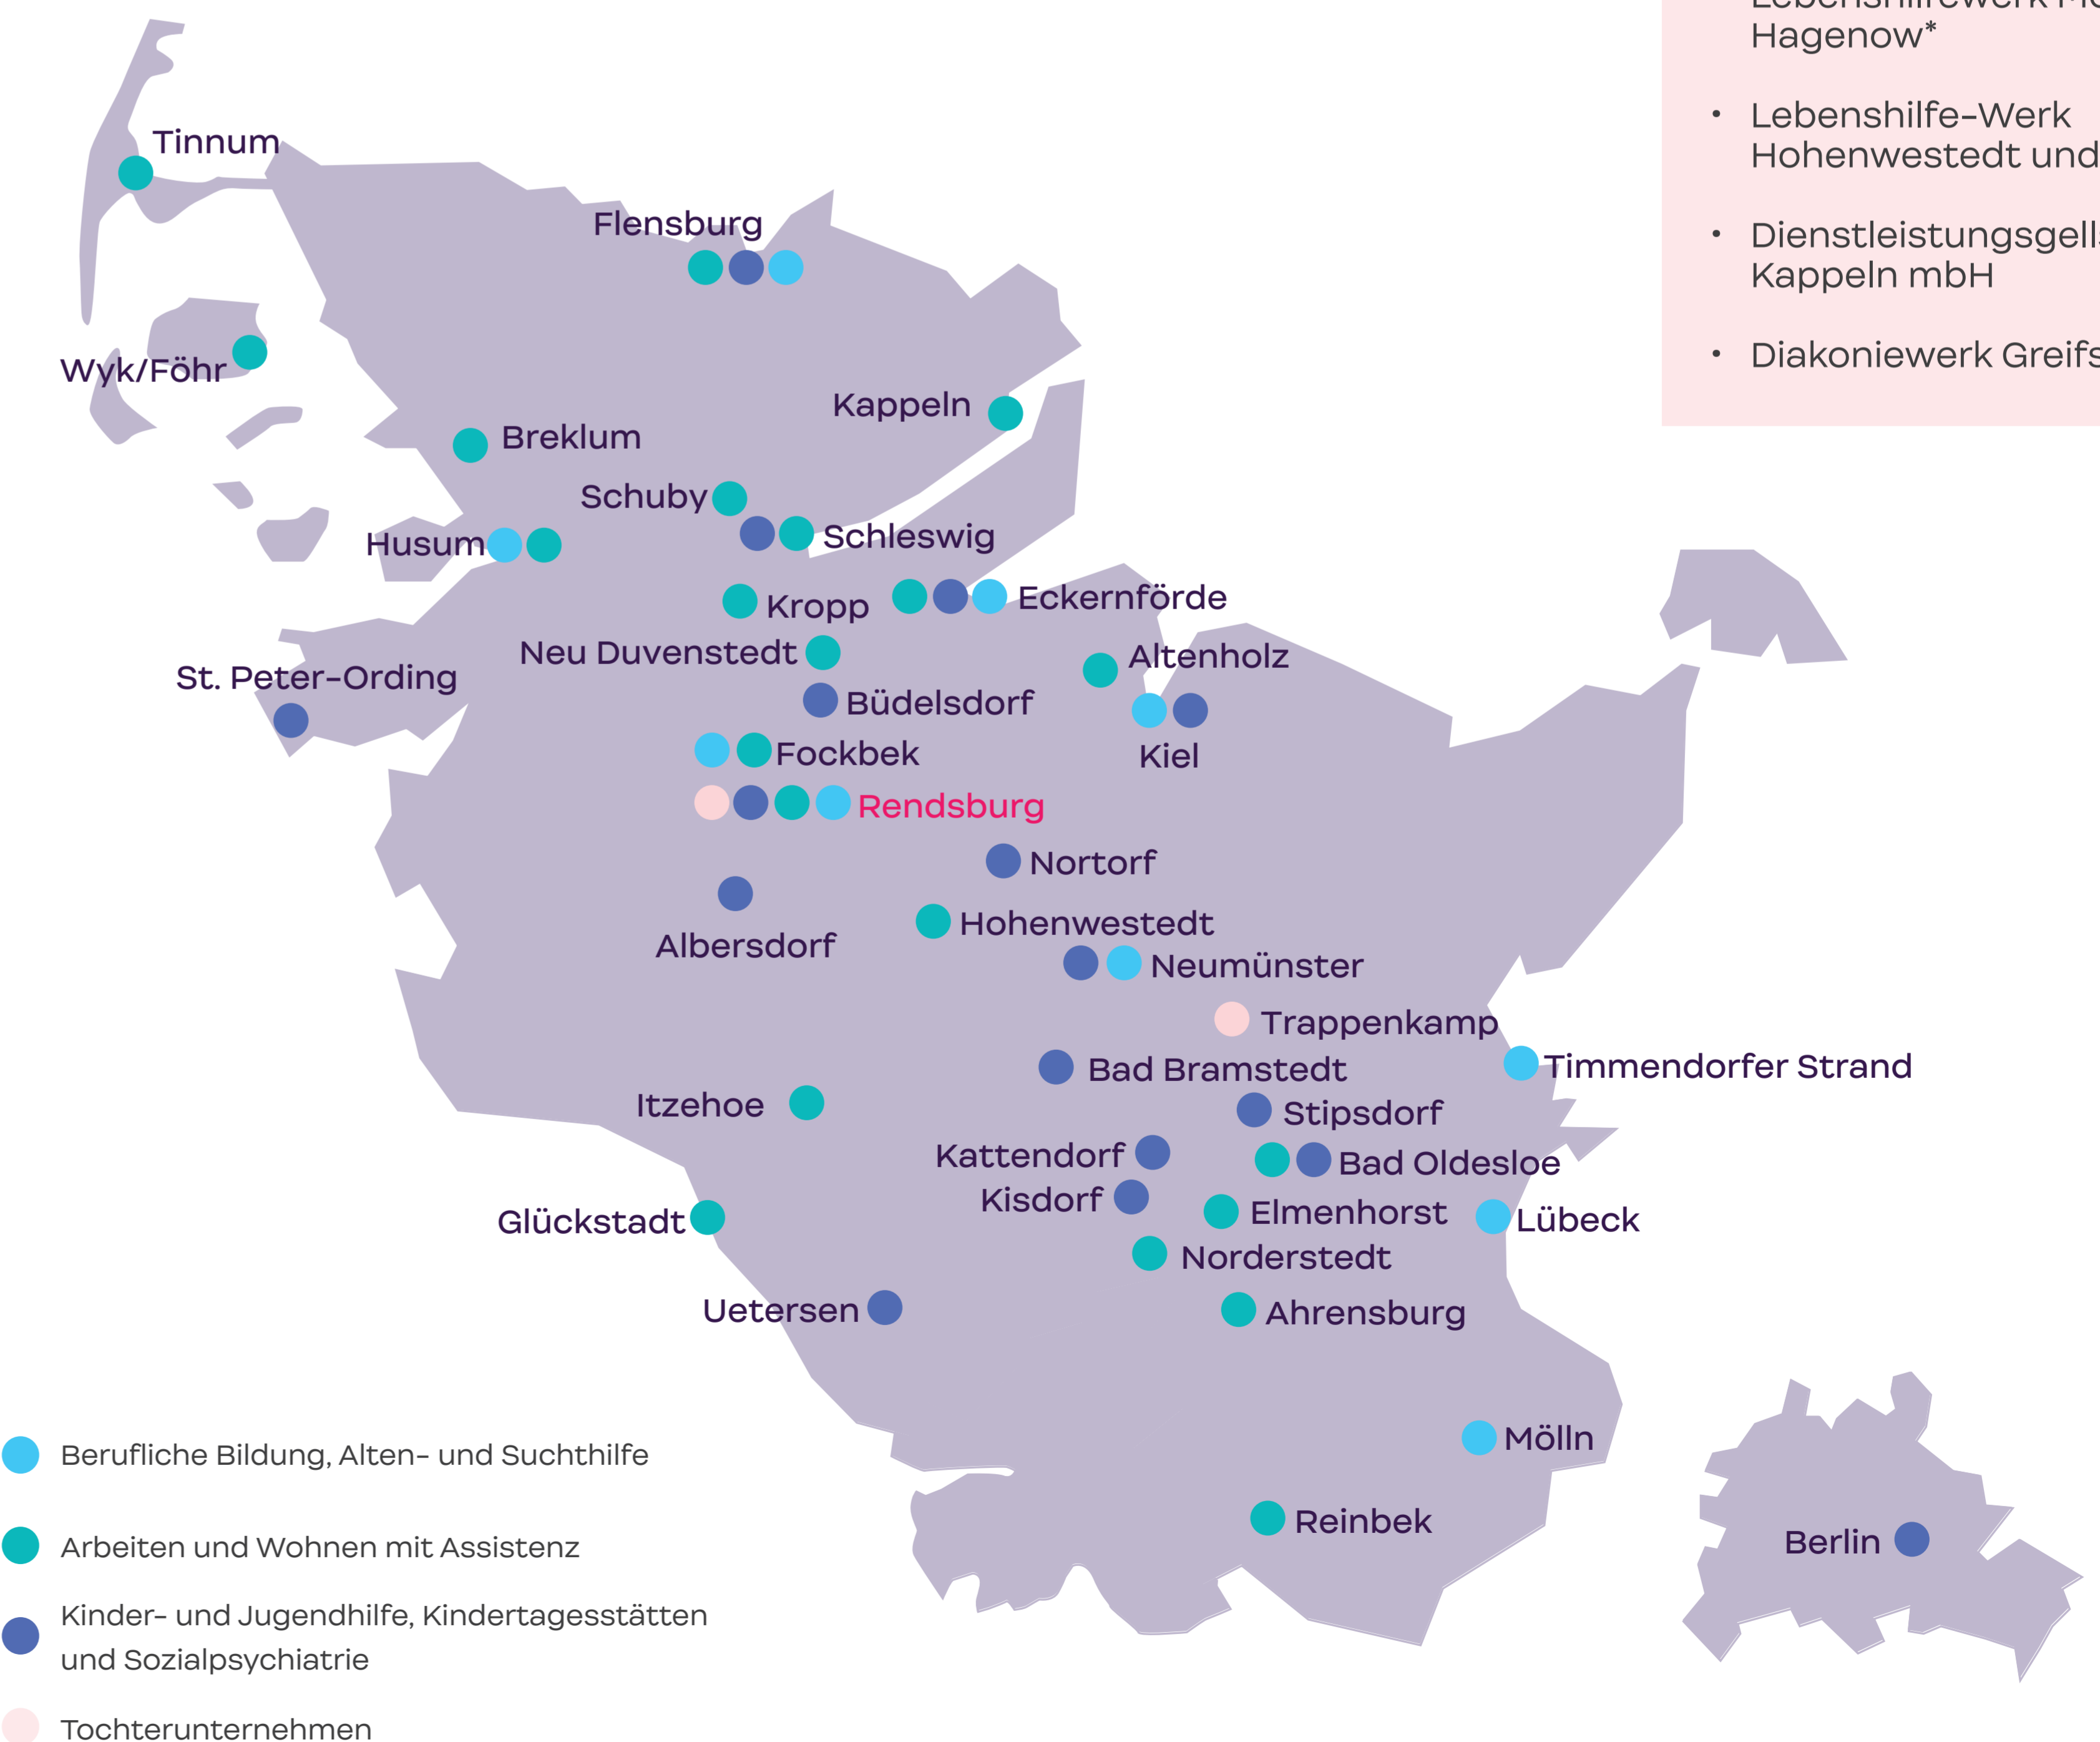 Hagenow*
• Lebenshilfe-Werk
Hohenwestedt und
•
Kappeln mbH
• Diakoniewerk
Tinnum
Flensburg
Wyk/Föhr
Kappeln
Breklum
Schuby
Schleswig
Husum
Kropp
Eckernförde
Neu Duvenstedt
Altenholz
St. Peter-Ording
Büdelsdorf
Fockbek
Kiel
Rendsburg
Nortorf
Hohenwestedt
Albersdorf
Neumünster
Trappenkamp
Timmendorfer Strand
Bad Bramstedt
Itzehoe
Stipsdorf
Kattendorf
Bad Oldesloe
Kisdorf
Elmenhorst
Glückstadt
Lübeck
Norderstedt
Uetersen
Ahrensburg
Mölln
Reinbek
Berlin
Berufliche Bildung, Alten- und Suchthilfe
Arbeiten und Wohnen mit Assistenz
Kinder- und Jugendhilfe, Kindertagesstätten
und Sozialpsychiatrie
Tochterunternehmen